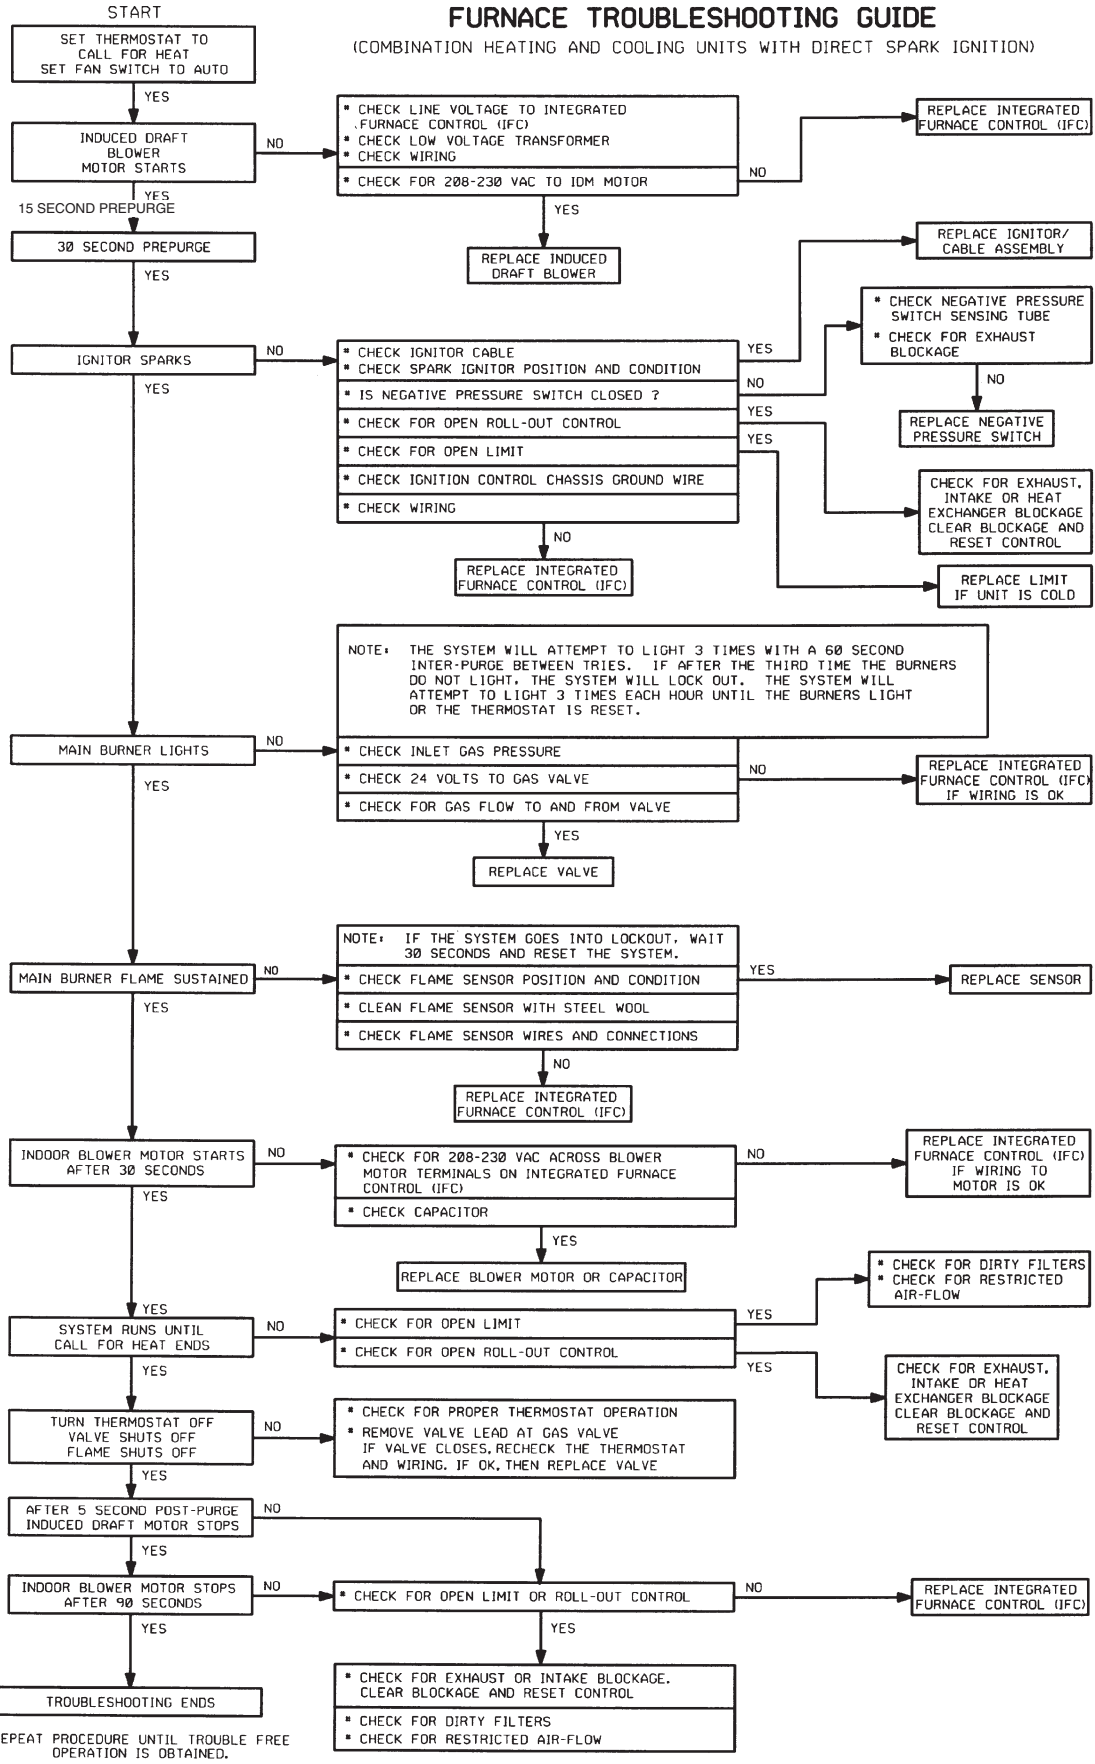 FURNACE TROUBLESHOOTING GUIDE
(COMBINATION HEATING AND COOLING UNITS WITH DIRECT SPARK IGNITION)
START
SET THERMOSTAT TO
CALL FOR HEAT
SET FAN SWITCH TO AUTO
YES
INDUCED DRAFT
BLOWER
MOTOR STARTS
NO
* CHECK LINE VOLTAGE TO INTEGRATED
FURNACE CONTROL (IFC)
* CHECK LOW VOLTAGE TRANSFORMER
* CHECK WIRING
* CHECK FOR 208-230 VAC TO IDM MOTOR
NO
REPLACE INTEGRATED
FURNACE CONTROL (IFC)
YES
REPLACE INDUCED
DRAFT BLOWER
YES
15 SECOND PREPURGE
30 SECOND PREPURGE
YES
IGNITOR SPARKS
NO
* CHECK IGNITOR CABLE
* CHECK SPARK IGNITOR POSITION AND CONDITION
YES
REPLACE IGNITOR/
CABLE ASSEMBLY
* IS NEGATIVE PRESSURE SWITCH CLOSED ?
NO
* CHECK NEGATIVE PRESSURE
SWITCH SENSING TUBE
* CHECK FOR EXHAUST
BLOCKAGE
NO
REPLACE NEGATIVE
PRESSURE SWITCH
* CHECK FOR OPEN ROLL-OUT CONTROL
YES
CHECK FOR EXHAUST,
INTAKE OR HEAT
EXCHANGER BLOCKAGE
CLEAR BLOCKAGE AND
RESET CONTROL
* CHECK FOR OPEN LIMIT
YES
REPLACE LIMIT
IF UNIT IS COLD
* CHECK IGNITION CONTROL CHASSIS GROUND WIRE
* CHECK WIRING
NO
REPLACE INTEGRATED
FURNACE CONTROL (IFC)
YES
NOTE: THE SYSTEM WILL ATTEMPT TO LIGHT 3 TIMES WITH A 60 SECOND
INTER-PURGE BETWEEN TRIES. IF AFTER THE THIRD TIME THE BURNERS
DO NOT LIGHT, THE SYSTEM WILL LOCK OUT. THE SYSTEM WILL
ATTEMPT TO LIGHT 3 TIMES EACH HOUR UNTIL THE BURNERS LIGHT
OR THE THERMOSTAT IS RESET.
MAIN BURNER LIGHTS
NO
* CHECK INLET GAS PRESSURE
* CHECK 24 VOLTS TO GAS VALVE
NO
REPLACE INTEGRATED
FURNACE CONTROL (IFC)
IF WIRING IS OK
* CHECK FOR GAS FLOW TO AND FROM VALVE
YES
REPLACE VALVE
YES
NOTE: IF THE SYSTEM GOES INTO LOCKOUT, WAIT
30 SECONDS AND RESET THE SYSTEM.
MAIN BURNER FLAME SUSTAINED
NO
* CHECK FLAME SENSOR POSITION AND CONDITION
YES
REPLACE SENSOR
* CLEAN FLAME SENSOR WITH STEEL WOOL
* CHECK FLAME SENSOR WIRES AND CONNECTIONS
NO
REPLACE INTEGRATED
FURNACE CONTROL (IFC)
YES
INDOOR BLOWER MOTOR STARTS
AFTER 30 SECONDS
NO
* CHECK FOR 208-230 VAC ACROSS BLOWER
MOTOR TERMINALS ON INTEGRATED FURNACE
CONTROL (IFC)
NO
REPLACE INTEGRATED
FURNACE CONTROL (IFC)
IF WIRING TO
MOTOR IS OK
* CHECK CAPACITOR
YES
REPLACE BLOWER MOTOR OR CAPACITOR
YES
YES
SYSTEM RUNS UNTIL
CALL FOR HEAT ENDS
NO
* CHECK FOR OPEN LIMIT
YES
* CHECK FOR DIRTY FILTERS
* CHECK FOR RESTRICTED
AIR-FLOW
* CHECK FOR OPEN ROLL-OUT CONTROL
YES
CHECK FOR EXHAUST,
INTAKE OR HEAT
EXCHANGER BLOCKAGE
CLEAR BLOCKAGE AND
RESET CONTROL
YES
TURN THERMOSTAT OFF
VALVE SHUTS OFF
FLAME SHUTS OFF
NO
* CHECK FOR PROPER THERMOSTAT OPERATION
* REMOVE VALVE LEAD AT GAS VALVE
IF VALVE CLOSES, RECHECK THE THERMOSTAT
AND WIRING. IF OK, THEN REPLACE VALVE
YES
AFTER 5 SECOND POST-PURGE
INDUCED DRAFT MOTOR STOPS
NO
YES
INDOOR BLOWER MOTOR STOPS
AFTER 90 SECONDS
NO
* CHECK FOR OPEN LIMIT OR ROLL-OUT CONTROL
NO
REPLACE INTEGRATED
FURNACE CONTROL (IFC)
YES
* CHECK FOR EXHAUST OR INTAKE BLOCKAGE.
CLEAR BLOCKAGE AND RESET CONTROL
* CHECK FOR DIRTY FILTERS
* CHECK FOR RESTRICTED AIR-FLOW
YES
TROUBLESHOOTING ENDS
EPEAT PROCEDURE UNTIL TROUBLE FREE
OPERATION IS OBTAINED.